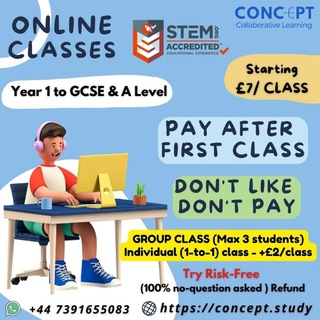 ONLINE
CLASSES
STEM.ORG
ACCREDITED™
EDUCATIONAL EXPERIENCE
CONCEPT
Collaborative Learning
Year 1 to GCSE & A Level
Starting
£7/ CLASS
PAY AFTER
FIRST CLASS
DON'T LIKE
DON'T PAY
GROUP CLASS (Max 3 students)
Individual (1-to-1) class - +£2/class
Try Risk-Free
(100% no-question asked ) Refund
+44 7391655083
https://concept.study